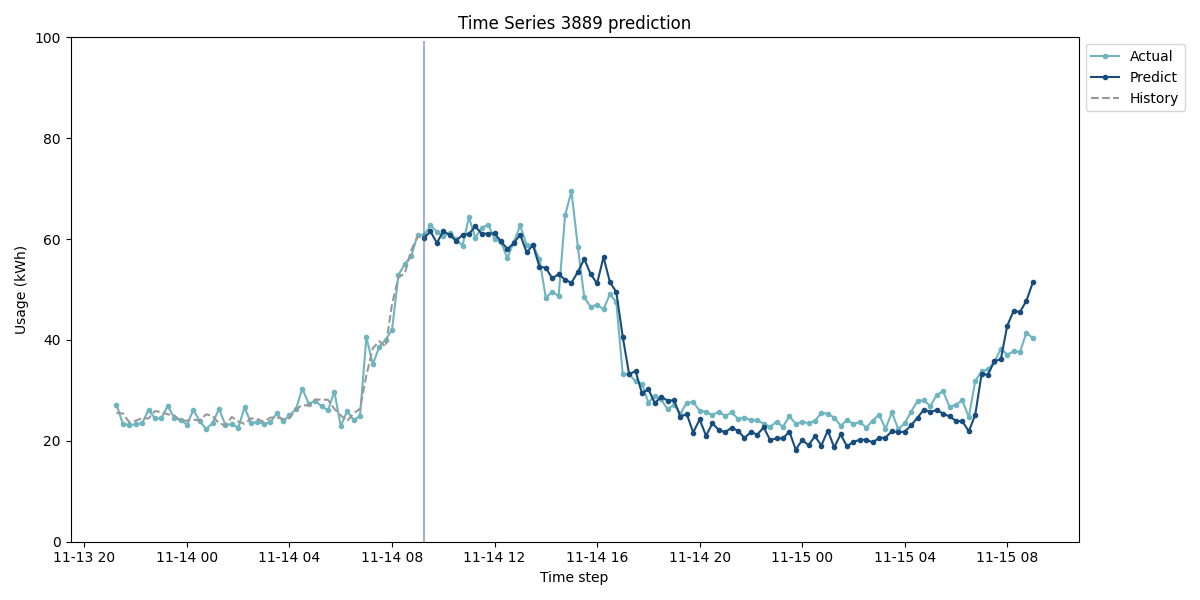 Time Series 3889 prediction
100
80
60
40
20
0
Usage (kWh)
11-13 20 11-14 00 11-14 04 11-14 08 11-14 12 11-14 16 11-14 20 11-15 00 11-15 04 11-15 08
Time step
Actual
Predict
History